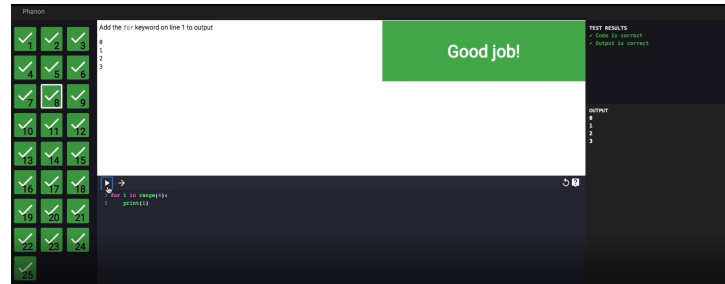 Phanon
1 2 3
4 5 6
7 8 9
10 11 12
13 14 15
16 17 18
19 20 21
22 23 24
25
Add the for keyword on line 1 to output
0
1
2
3
Good job!
1 for i in range(4):
2 print(i)
TEST RESULTS
✓ Code is correct
✓ Output is correct
OUTPUT
0
1
2
3